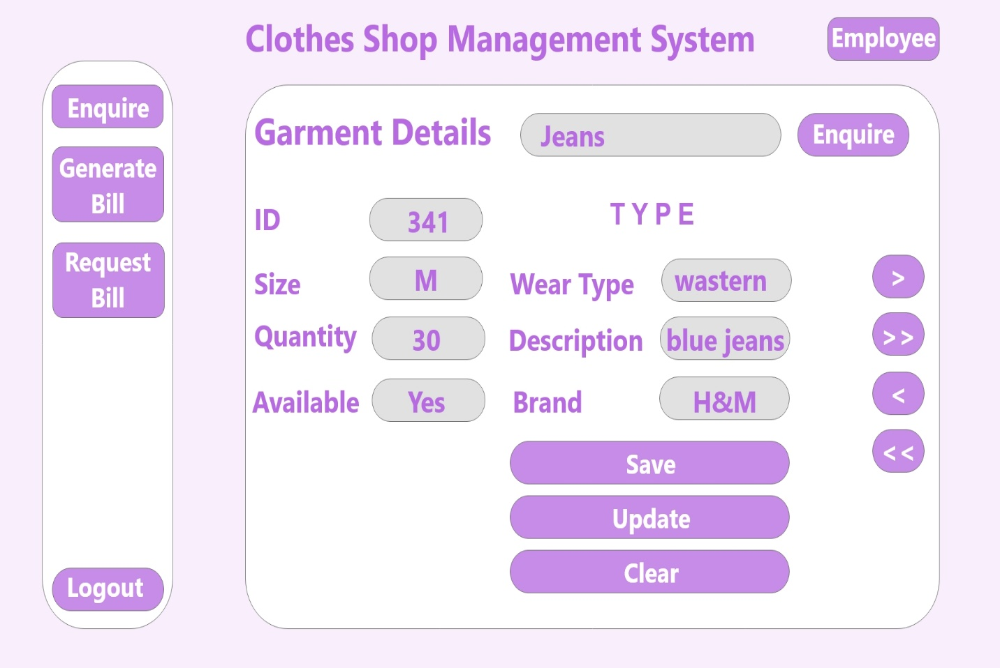 Clothes Shop Management System
Employee
Enquire
Generate
Bill
Request
Bill
Logout
Garment Details
Jeans
Enquire
ID
341
TYPE
Size
M
Wear Type
wastern
>
Quantity
30
Description
blue jeans
>>
Available
Yes
Brand
H&M
<
<<
Save
Update
Clear